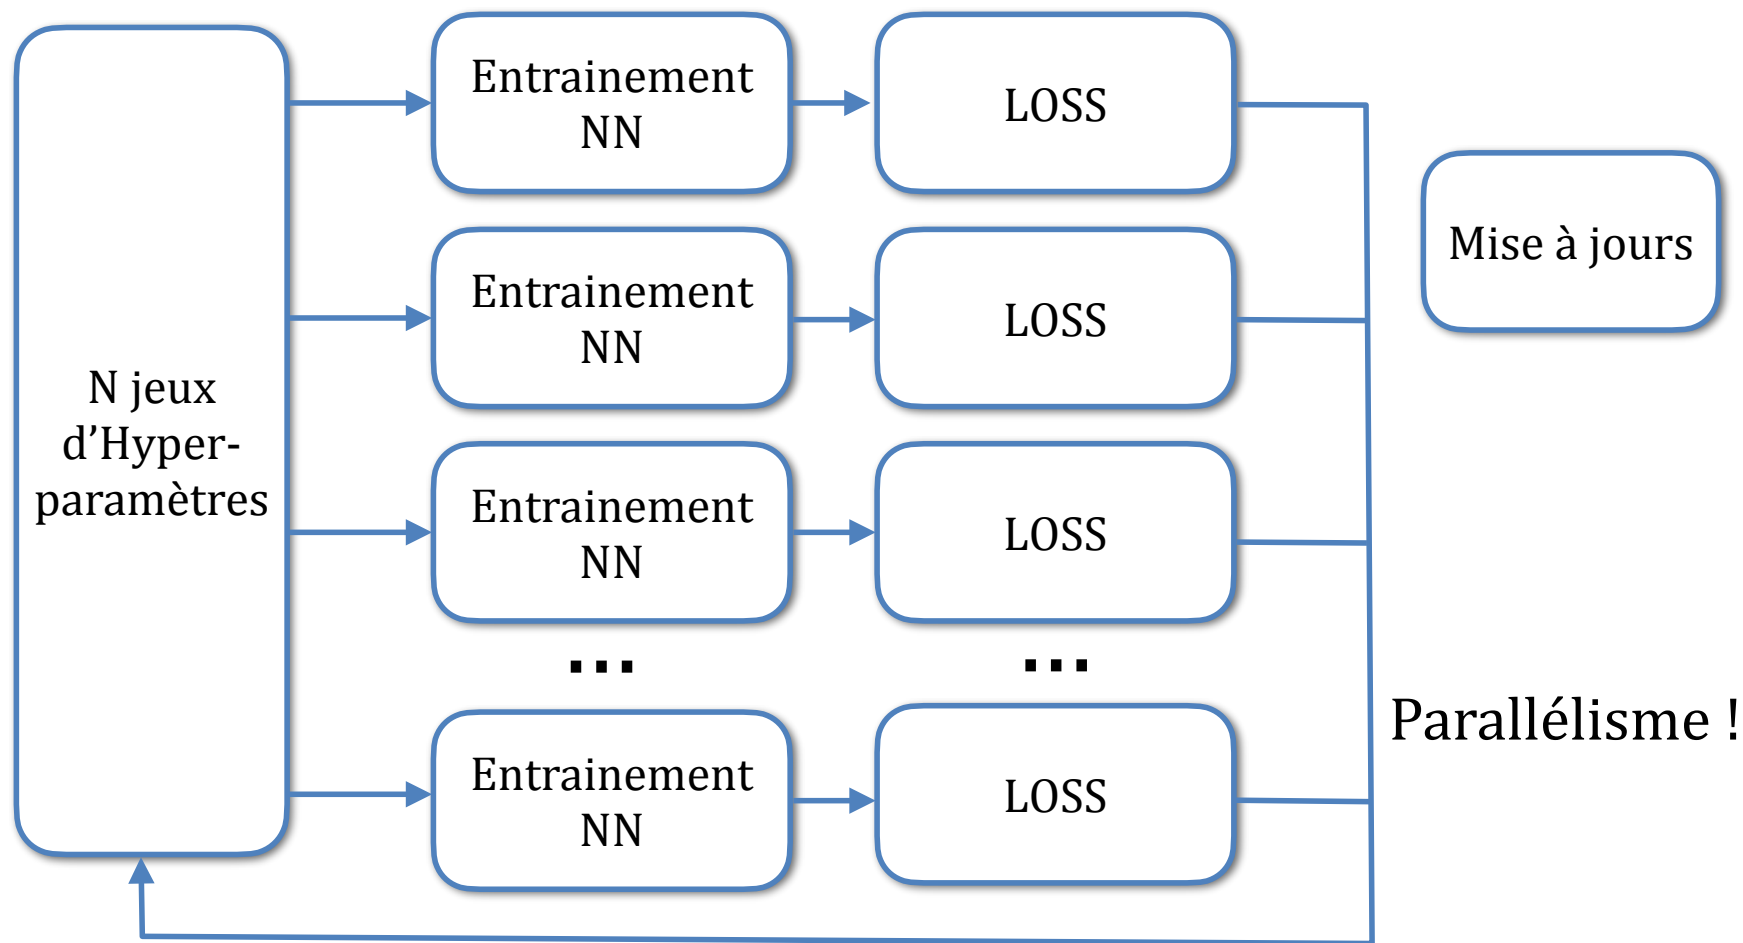 N jeux
d’Hyper-
paramètres
Entrainement
NN
LOSS
Entrainement
NN
LOSS
Entrainement
NN
LOSS
...
...
Entrainement
NN
LOSS
Mise à jours
Parallélisme !